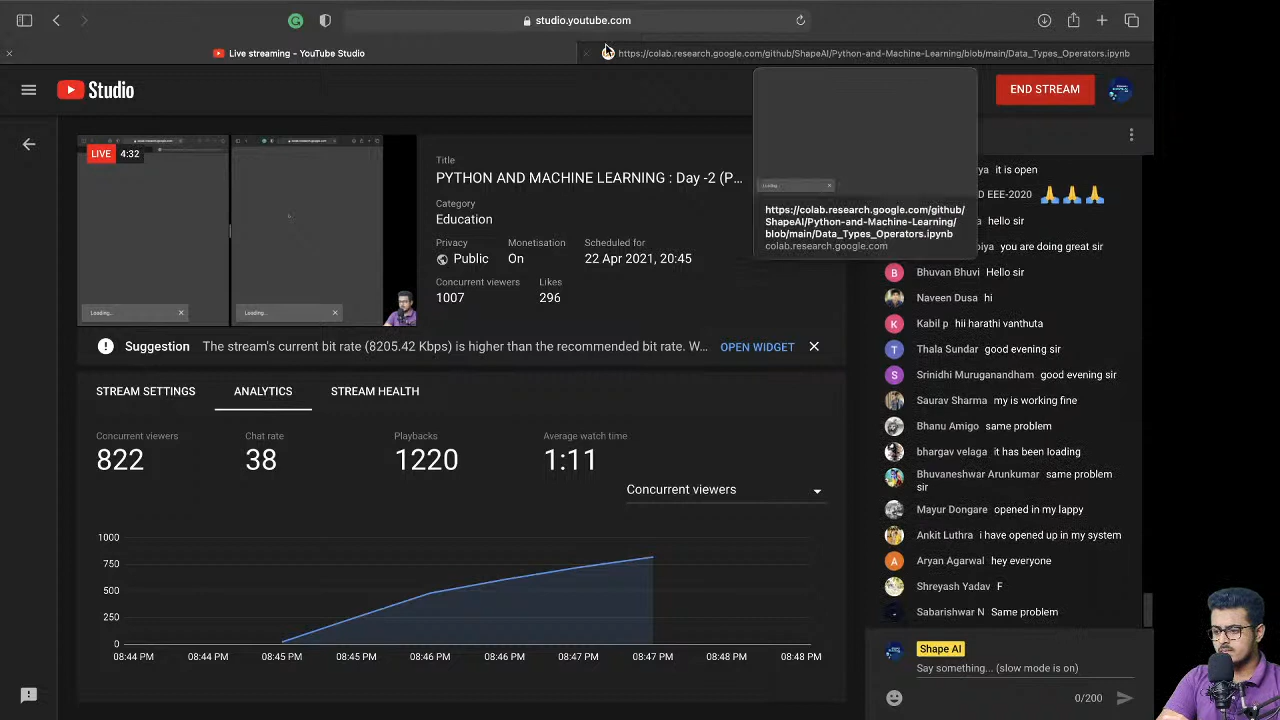 studio.youtube.com
Live streaming - YouTube Studio
https://colab.research.google.com/github/ShapeAI/Python-and-Machine-Learning/blob/main/Data_Types_Operators.ipynb
Studio
END STREAM
LIVE 4:32
Loading...
Loading...
Title
PYTHON AND MACHINE LEARNING : Day -2 (P...
Category
Education
Privacy
Public
Monetisation
On
Scheduled for
22 Apr 2021, 20:45
Concurrent viewers
1007
Likes
296
Loading...
https://colab.research.google.com/github/
ShapeAI/Python-and-Machine-Learning/
blob/main/Data_Types_Operators.ipynb
colab.research.google.com
Suggestion The stream's current bit rate (8205.42 Kbps) is higher than the recommended bit rate. W... OPEN WIDGET
STREAM SETTINGS
ANALYTICS
STREAM HEALTH
Concurrent viewers
822
Chat rate
38
Playbacks
1220
Average watch time
1:11
Concurrent viewers
1000
750
500
250
0
08:44 PM 08:44 PM 08:45 PM 08:45 PM 08:46 PM 08:46 PM 08:47 PM 08:47 PM 08:48 PM 08:48 PM
it is open
EEE-2020
hello sir
you are doing great sir
B Bhuvan Bhuvi Hello sir
Naveen Dusa hi
K Kabil p hii harathi vanthuta
T Thala Sundar good evening sir
S Srinidhi Muruganandham good evening sir
Saurav Sharma my is working fine
Bhanu Amigo same problem
bhargav velaga it has been loading
Bhuvaneshwar Arunkumar same problem
sir
Mayur Dongare opened in my lappy
Ankit Luthra i have opened up in my system
A Aryan Agarwal hey everyone
Shreyash Yadav F
Sabarishwar N Same problem
Shape AI
Say something... (slow mode is on)
0/200